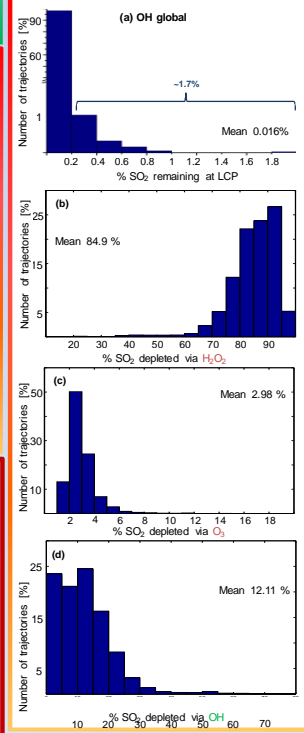 (a) OH global
Number of trajectories [%]
90
60
1
~1.7%
Mean 0.016%
0.2 0.4 0.6 0.8 1 1.2 1.4 1.6 1.8
% SO2 remaining at LCP
(b)
Number of trajectories [%]
25
15
5
Mean 84.9 %
20 30 40 50 60 70 80 90
% SO2 depleted via H2O2
(c)
Number of trajectories [%]
50
30
10
Mean 2.98 %
2 4 6 8 10 12 14 16 18
% SO2 depleted via O3
(d)
Number of trajectories [%]
25
15
5
Mean 12.11 %
% SO2 depleted via OH
10 20 30 40 50 60 70